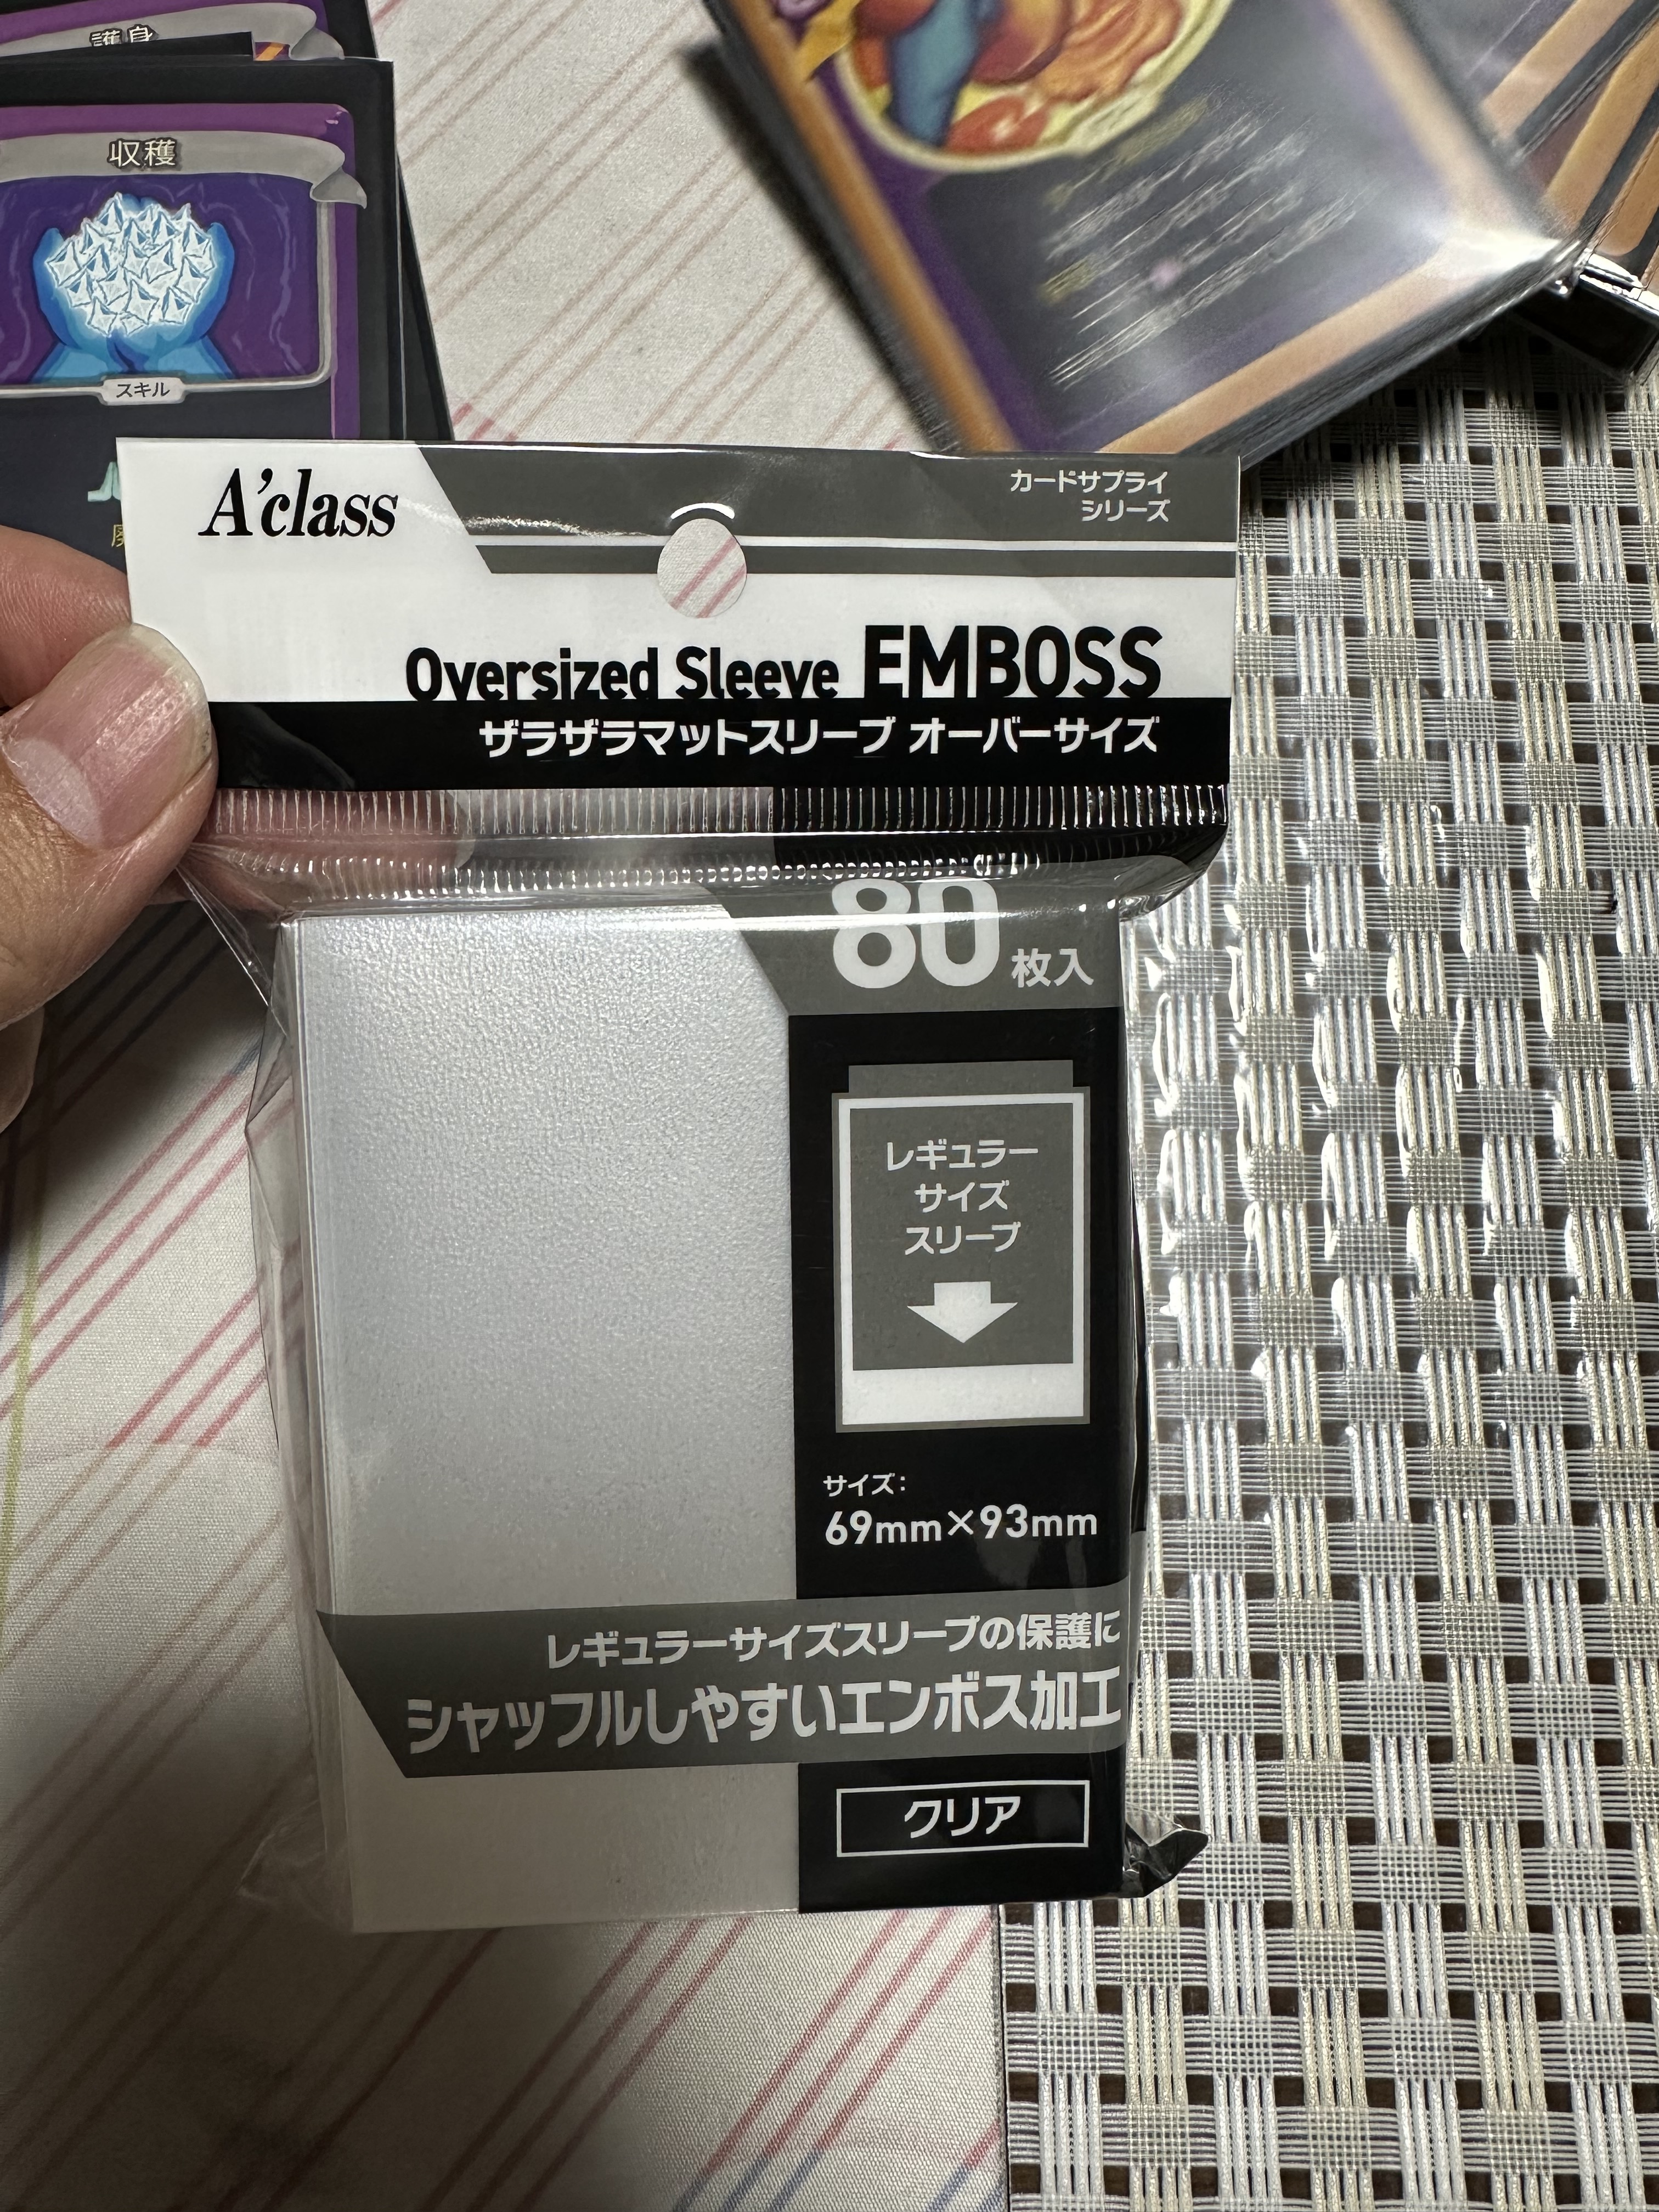 護身
収穫
スキル
A'class
カードサプライ
シリーズ
Oversized Sleeve EMBOSS
ザラザラマットスリーブ オーバーサイズ
80枚入
レギュラー
サイズ
スリーブ
サイズ:
69mm×93mm
レギュラーサイズスリーブの保護に
シャッフルしやすいエンボス加工
クリア